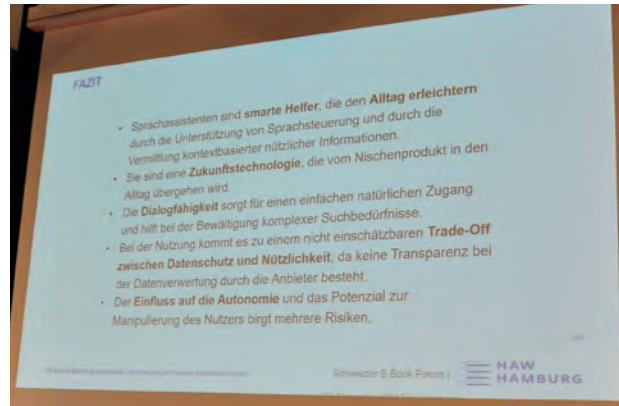 FAZIT
• Sprachassistenten sind smarte Helfer, die den Alltag erleichtern
durch die Unterstützung von Sprachsteuerung und durch die
Vermittlung kontextbasierter nützlicher Informationen.
• Sie sind eine Zukunftstechnologie, die vom Nischenprodukt in den
Alltag übergehen wird.
• Die Dialogfähigkeit sorgt für einen einfachen natürlichen Zugang
und hilft bei der Bewältigung komplexer Suchbedürfnisse.
• Bei der Nutzung kommt es zu einem nicht einschätzbaren Trade-Off
zwischen Datenschutz und Nützlichkeit, da keine Transparenz bei
der Datenverwertung durch die Anbieter besteht.
• Der Einfluss auf die Autonomie und das Potenzial zur
Manipulierung des Nutzers birgt mehrere Risiken.
Schweitzer E-Book Forum |
HAW
HAMBURG